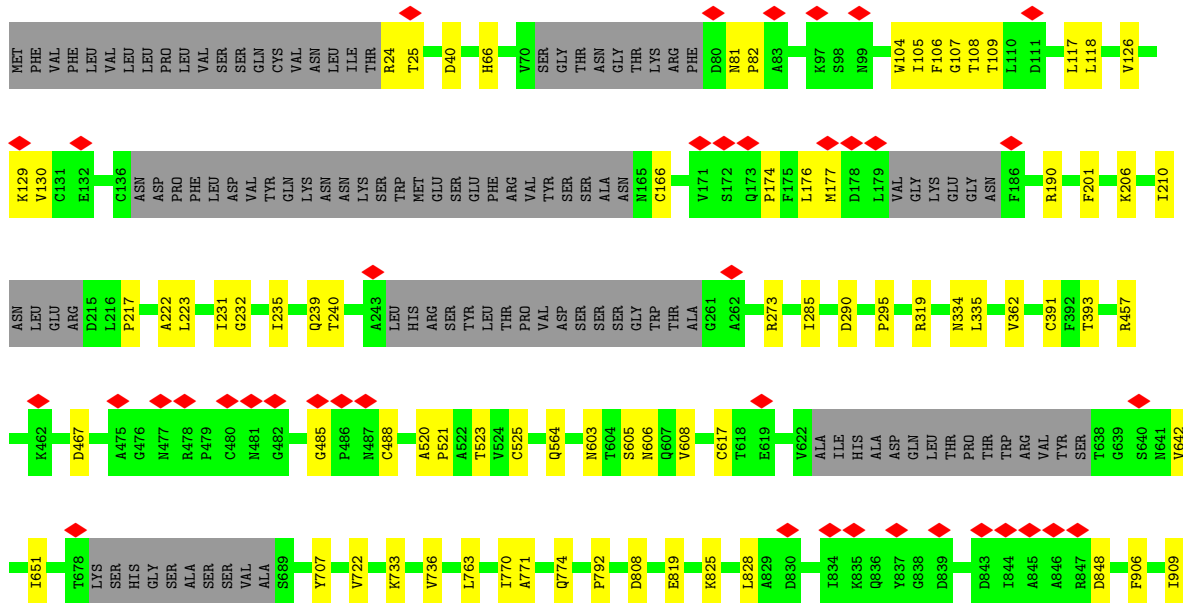 MET PHE VAL PHE LEU VAL LEU LEU PRO LEU VAL SER SER GLN CYS VAL ASN LEU ILE THR R24 T25 D40 H66 V70 SER GLY THR ASN GLY THR LYS ARG PHE D80 N81 P82 A83 K97 S98 N99 W104 I105 F106 G107 T108 T109 L110 D111 L117 L118 V126
K129 V130 C131 E132 C136 ASN ASP PRO PHE LEU ASP VAL TYR GLN LYS ASN ASN LYS SER TRP MET GLU SER GLU PHE ARG VAL TYR SER SER ALA ASN N165 C166 V171 S172 Q173 P174 F175 L176 M177 D178 L179 VAL GLY LYS GLU GLY ASN F186 R190 F201 K206 I210
ASN LEU GLU ARG D215 L216 P217 A222 L223 I231 G232 I235 Q239 T240 A243 LEU HIS ARG SER TYR LEU THR PRO VAL ASP SER SER SER GLY TRP THR ALA G261 A262 R273 I285 D290 P295 R319 N334 L335 V362 C391 F392 T393 R457
K462 D467 A475 G476 N477 R478 P479 C480 N481 G482 G485 P486 N487 C488 A520 P521 A522 T523 V524 C525 Q564 N603 T604 S605 N606 Q607 V608 C617 T618 E619 V622 ALA ILE HIS ALA ASP GLN LEU THR PRO THR TRP ARG VAL TYR SER T638 G639 S640 N641 V642
I651 T678 LYS SER HIS GLY SER ALA SER SER VAL ALA S689 Y707 V722 K733 V736 L763 I770 A771 Q774 P792 D808 E819 K825 L828 A829 D830 I834 K835 Q836 Y837 G838 D839 D843 I844 A845 A846 R847 D848 F906 I909